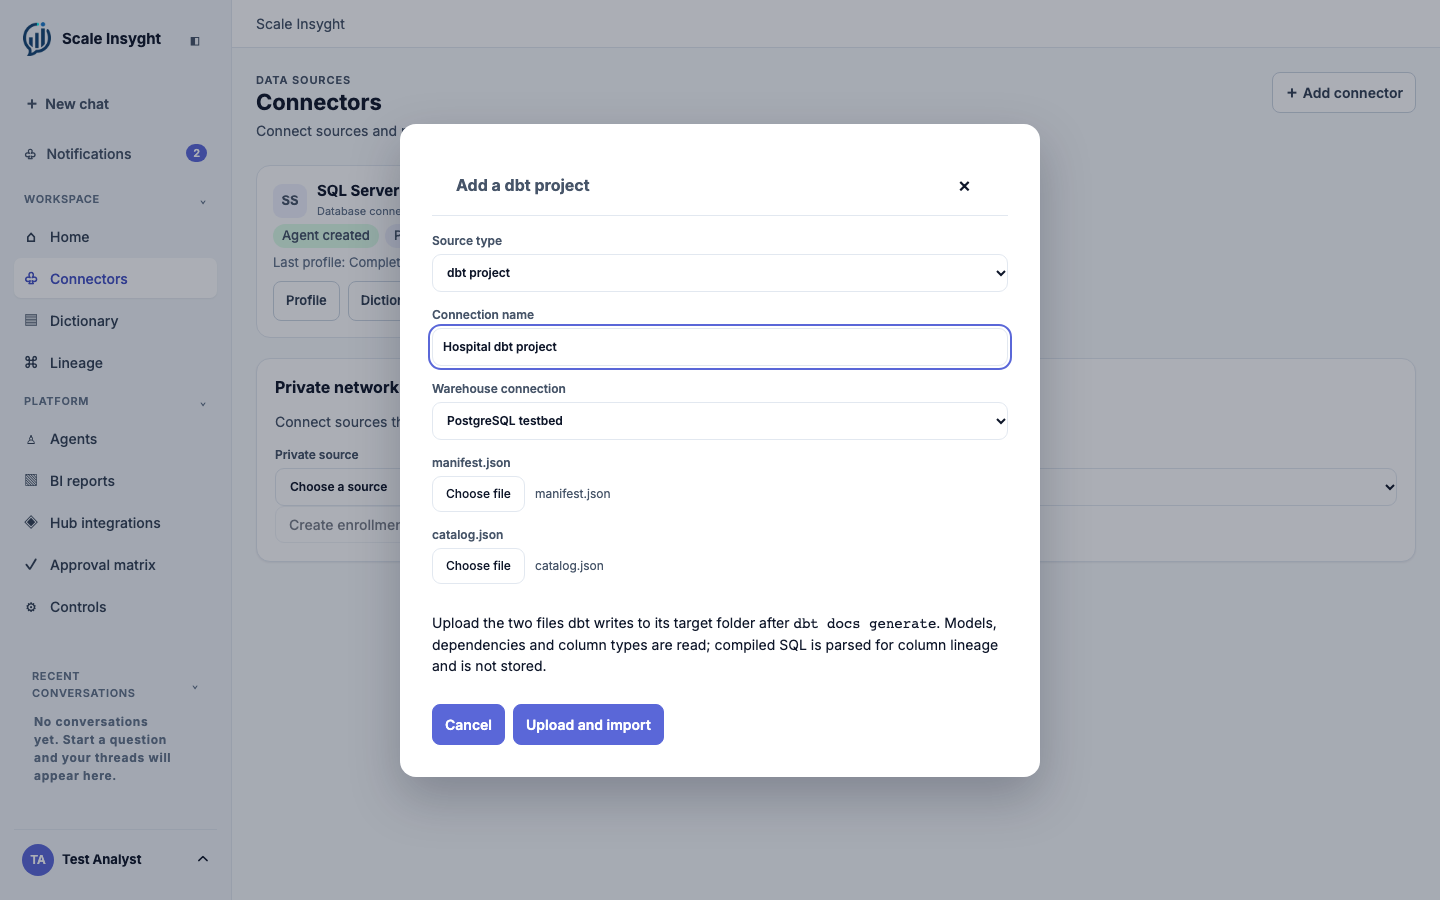 Scale Insyght
Scale Insyght
+ New chat
Notifications 2
WORKSPACE
Home
Connectors
Dictionary
Lineage
PLATFORM
Agents
BI reports
Hub integrations
Approval matrix
Controls
RECENT
CONVERSATIONS
No conversations
yet. Start a question
and your threads will
appear here.
TA Test Analyst
DATA SOURCES
Connectors
Connect sources and
+ Add connector
SS SQL Server
Database
Agent created
Last profile:
Profile
Private network
Connect sources
Private source
Choose a source
Create
Add a dbt project
Source type
dbt project
Connection name
Hospital dbt project
Warehouse connection
PostgreSQL testbed
manifest.json
Choose file manifest.json
catalog.json
Choose file catalog.json
Upload the two files dbt writes to its target folder after dbt docs generate. Models,
dependencies and column types are read; compiled SQL is parsed for column lineage
and is not stored.
Cancel Upload and import